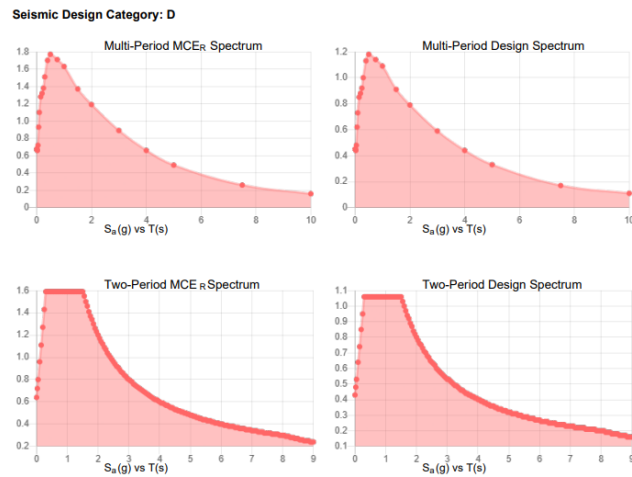 Seismic Design Category: D
Multi-Period MCER Spectrum
1.8
1.6
1.4
1.2
1.0
0.8
0.6
0.4
0.2
0
0 2 4 6 8 10
Sa(g) vs T(s)
Multi-Period Design Spectrum
1.2
1.0
0.8
0.6
0.4
0.2
0
0 2 4 6 8 10
Sa(g) vs T(s)
Two-Period MCE R Spectrum
1.6
1.4
1.2
1.0
0.8
0.6
0.4
0.2
0 1 2 3 4 5 6 7 8 9
Sa(g) vs T(s)
Two-Period Design Spectrum
1.1
1.0
0.9
0.8
0.7
0.6
0.5
0.4
0.3
0.2
0.1
0 1 2 3 4 5 6 7 8 9
Sa(g) vs T(s)